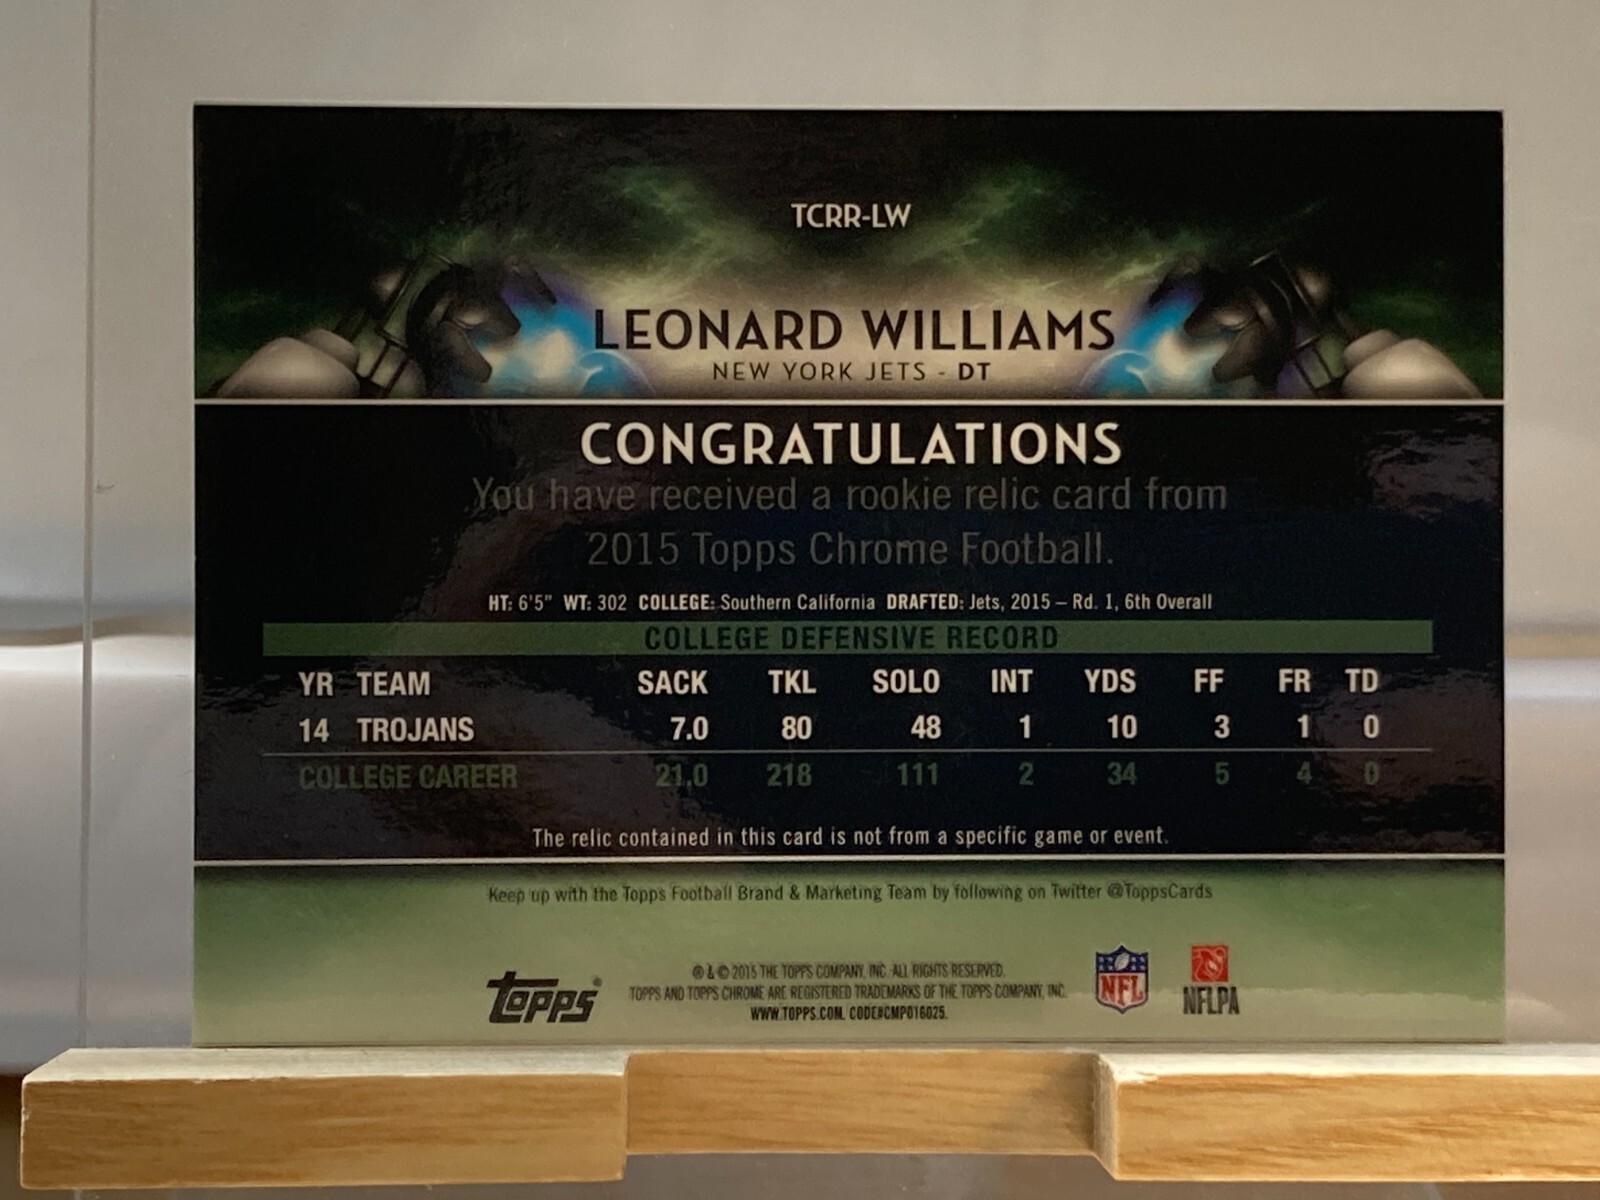 TCRR-LW
LEONARD WILLIAMS
NEW YORK JETS - DT
CONGRATULATIONS
You have received a rookie relic card from
2015 Topps Chrome Football.
HT: 6'5" WT: 302 COLLEGE: Southern California DRAFTED: Jets, 2015 – Rd. 1, 6th Overall
COLLEGE DEFENSIVE RECORD
YR TEAM SACK TKL SOLO INT YDS FF FR TD
14 TROJANS 7.0 80 48 1 10 3 1 0
COLLEGE CAREER 21.0 218 111 2 34 5 4 0
The relic contained in this card is not from a specific game or event.
Keep up with the Topps Football Brand & Marketing Team by following on Twitter @ToppsCards
topps®
® & © 2015 THE TOPPS COMPANY, INC. ALL RIGHTS RESERVED.
TOPPS AND TOPPS CHROME ARE REGISTERED TRADEMARKS OF THE TOPPS COMPANY, INC.
WWW.TOPPS.COM. CODE#CMP016025.
NFL
NFLPA